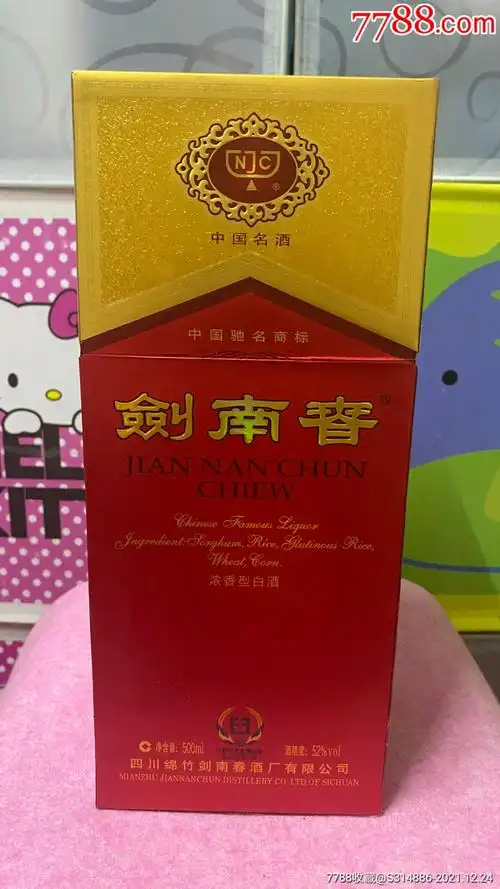 7788.com
NJC
®
中国名酒
中国驰名商标
劍南春
JIAN NAN CHUN
CHIEW
Chinese Famous Liquor
Ingredient:Sorghum, Rice, Glutinous Rice,
Wheat, Corn.
浓香型白酒
净含量: 500ml 酒精度: 52%vol
四川绵竹剑南春酒厂有限公司
MIANZHU JIANNANCHUN DISTILLERY CO. LTD. OF SICHUAN
7788收藏@S314886-2021.12.24